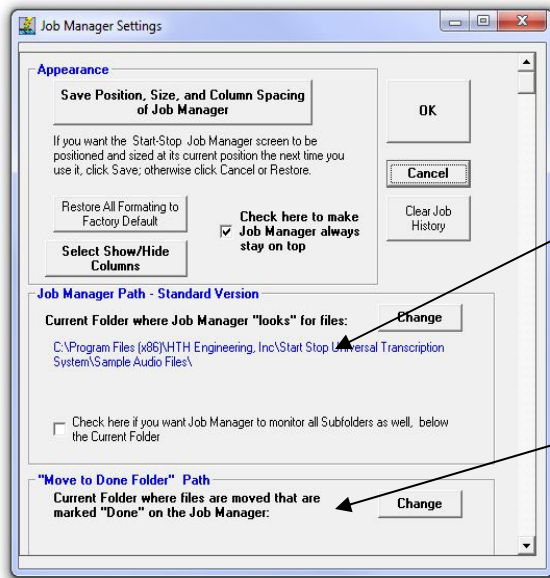 Job Manager Settings
Appearance
Save Position, Size, and Column Spacing
of Job Manager
OK
If you want the Start-Stop Job Manager screen to be
positioned and sized at its current position the next time you
use it, click Save; otherwise click Cancel or Restore.
Cancel
Restore All Formating to
Factory Default
Check here to make
Job Manager always
stay on top
Clear Job
History
Select Show/Hide
Columns
Job Manager Path - Standard Version
Current Folder where Job Manager "looks" for files:
Change
C:\Program Files (x86)\HTH Engineering, Inc\Start Stop Universal Transcription
System\Sample Audio Files\
Check here if you want Job Manager to monitor all Subfolders as well, below
the Current Folder
"Move to Done Folder" Path
Current Folder where files are moved that are
marked "Done" on the Job Manager:
Change